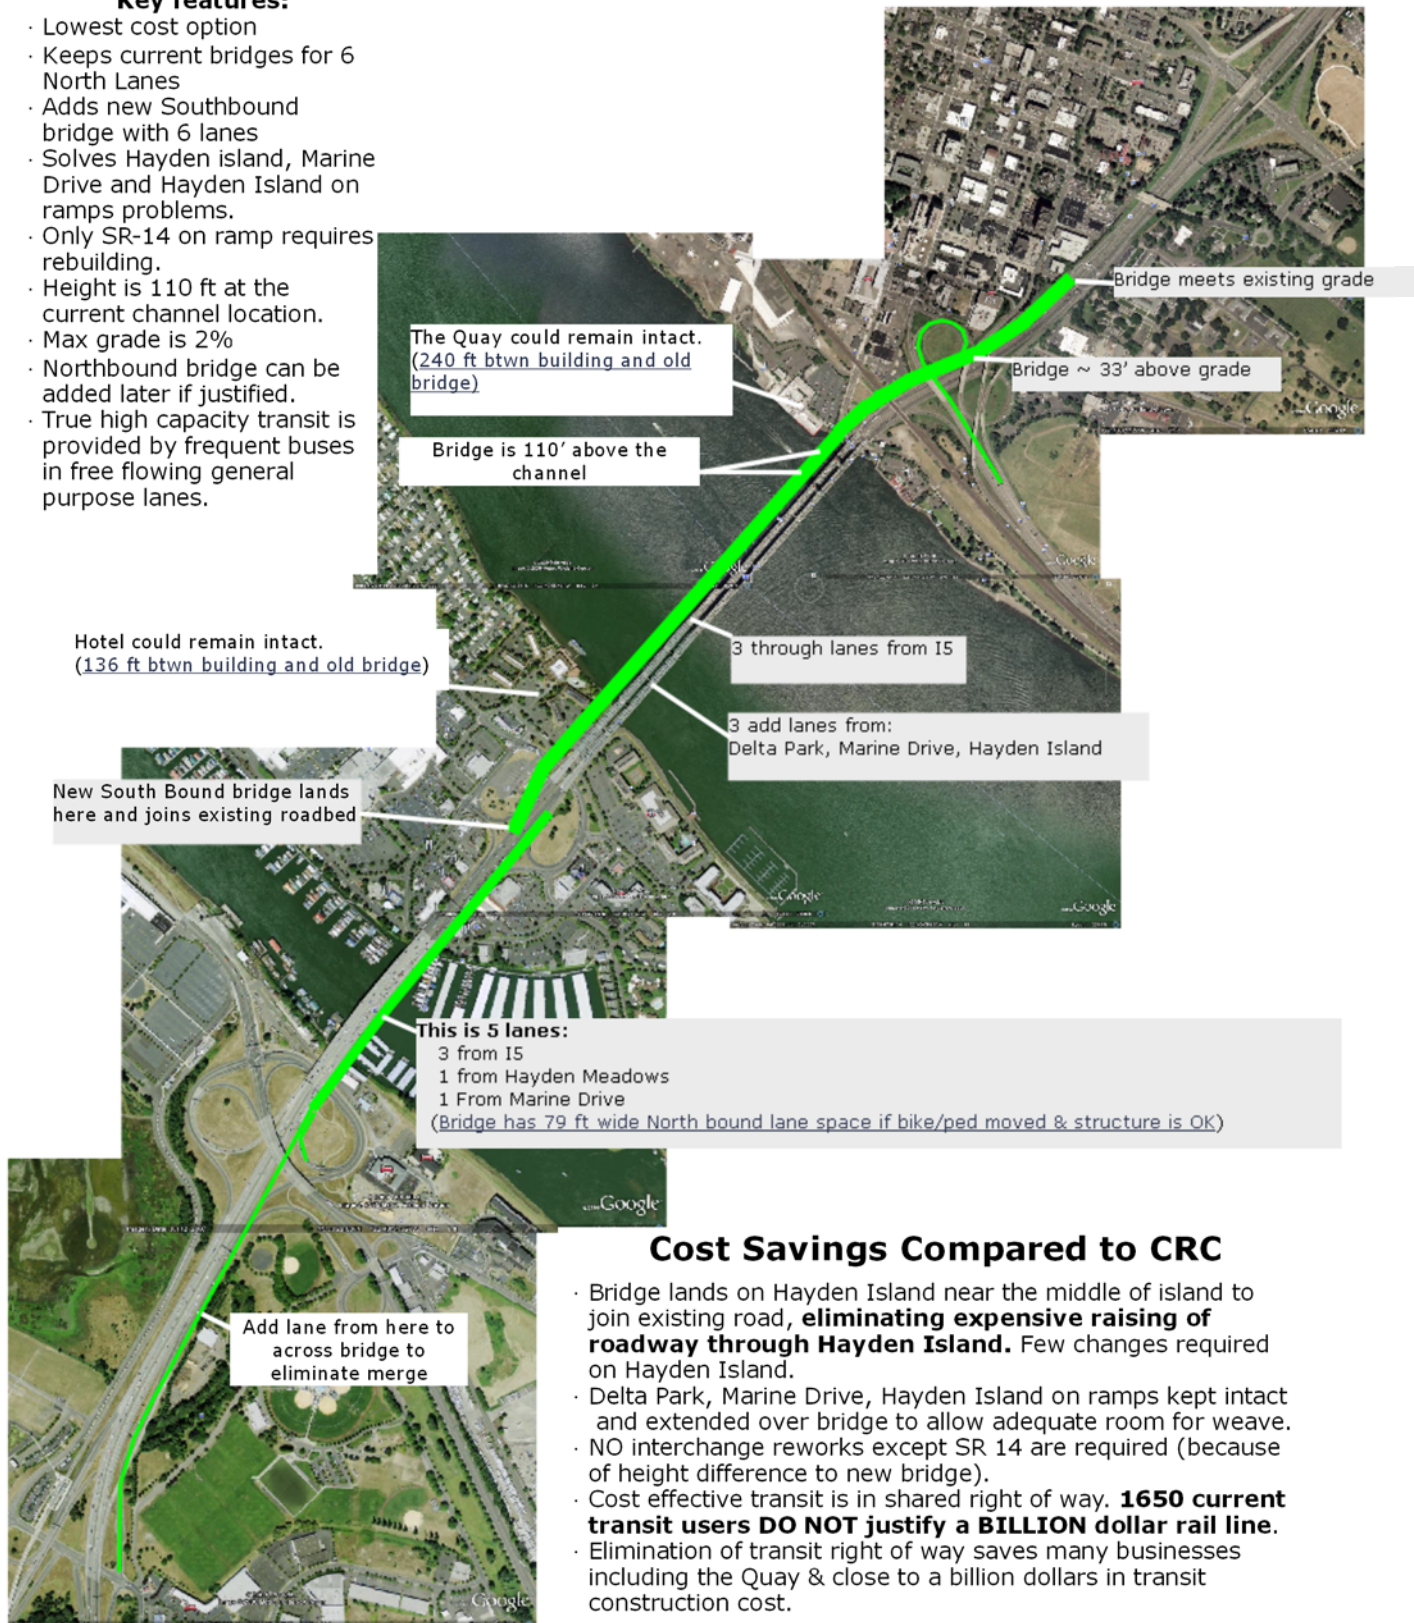 Key features:
· Lowest cost option
· Keeps current bridges for 6
North Lanes
· Adds new Southbound
bridge with 6 lanes
· Solves Hayden island, Marine
Drive and Hayden Island on
ramps problems.
· Only SR-14 on ramp requires
rebuilding.
· Height is 110 ft at the
current channel location.
· Max grade is 2%
· Northbound bridge can be
added later if justified.
· True high capacity transit is
provided by frequent buses
in free flowing general
purpose lanes.
Bridge meets existing grade
The Quay could remain intact.
(240 ft btwn building and old
bridge)
Bridge ~ 33’ above grade
Google
Bridge is 110’ above the
channel
Google
Google
Hotel could remain intact.
(136 ft btwn building and old bridge)
3 through lanes from I5
3 add lanes from:
Delta Park, Marine Drive, Hayden Island
New South Bound bridge lands
here and joins existing roadbed
Google
Google
This is 5 lanes:
3 from I5
1 from Hayden Meadows
1 From Marine Drive
(Bridge has 79 ft wide North bound lane space if bike/ped moved & structure is OK)
Google
Cost Savings Compared to CRC
· Bridge lands on Hayden Island near the middle of island to
join existing road, eliminating expensive raising of
roadway through Hayden Island. Few changes required
on Hayden Island.
· Delta Park, Marine Drive, Hayden Island on ramps kept intact
and extended over bridge to allow adequate room for weave.
· NO interchange reworks except SR 14 are required (because
of height difference to new bridge).
· Cost effective transit is in shared right of way. 1650 current
transit users DO NOT justify a BILLION dollar rail line.
· Elimination of transit right of way saves many businesses
including the Quay & close to a billion dollars in transit
construction cost.
Add lane from here to
across bridge to
eliminate merge
Google